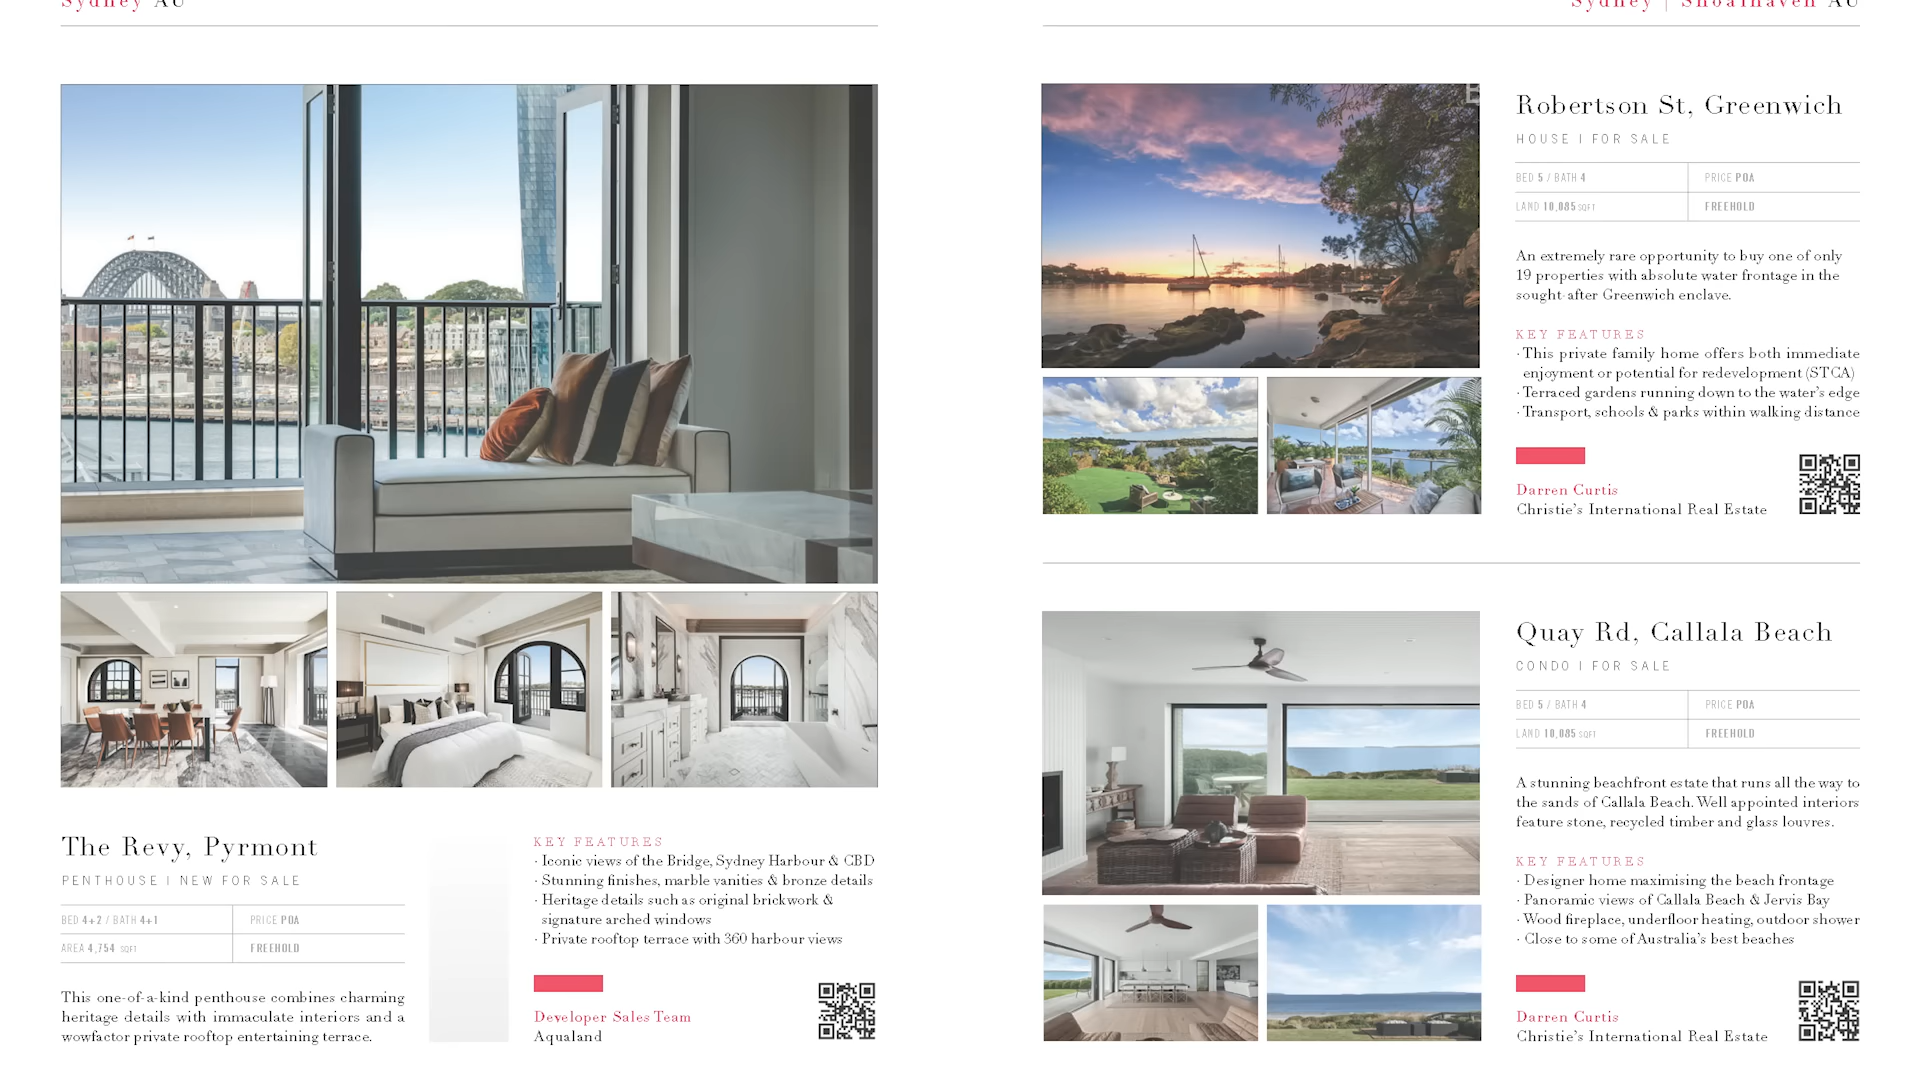 Sydney AU
The Revy, Pyrmont
PENTHOUSE | NEW FOR SALE
BED 4+2 / BATH 4+1 PRICE POA
AREA 4,754 SQFT FREEHOLD
This one-of-a-kind penthouse combines charming
heritage details with immaculate interiors and a
wowfactor private rooftop entertaining terrace.
KEY FEATURES
· Iconic views of the Bridge, Sydney Harbour & CBD
· Stunning finishes, marble vanities & bronze details
· Heritage details such as original brickwork &
signature arched windows
· Private rooftop terrace with 360 harbour views
Developer Sales Team
Aqualand
Sydney | Shoalhaven AU
Robertson St, Greenwich
HOUSE | FOR SALE
BED 5 / BATH 4 PRICE POA
LAND 10,085 SQFT FREEHOLD
An extremely rare opportunity to buy one of only
19 properties with absolute water frontage in the
sought-after Greenwich enclave.
KEY FEATURES
· This private family home offers both immediate
enjoyment or potential for redevelopment (STCA)
· Terraced gardens running down to the water's edge
· Transport, schools & parks within walking distance
Darren Curtis
Christie's International Real Estate
Quay Rd, Callala Beach
CONDO | FOR SALE
BED 5 / BATH 4 PRICE POA
LAND 10,085 SQFT FREEHOLD
A stunning beachfront estate that runs all the way to
the sands of Callala Beach. Well appointed interiors
feature stone, recycled timber and glass louvres.
KEY FEATURES
· Designer home maximising the beach frontage
· Panoramic views of Callala Beach & Jervis Bay
· Wood fireplace, underfloor heating, outdoor shower
· Close to some of Australia's best beaches
Darren Curtis
Christie's International Real Estate